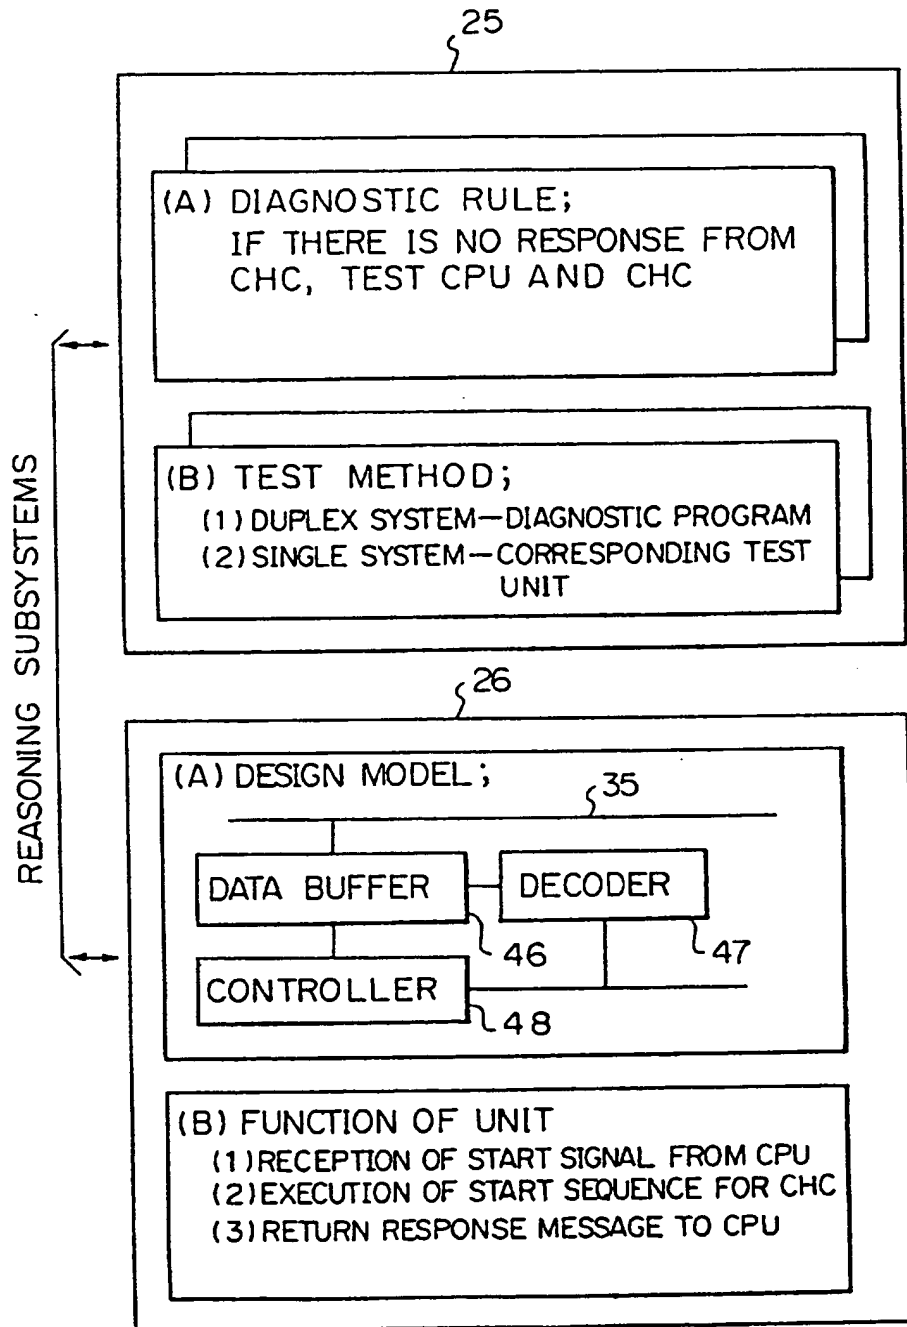 25
(A) DIAGNOSTIC RULE;
IF THERE IS NO RESPONSE FROM
CHC, TEST CPU AND CHC
(B) TEST METHOD;
(1) DUPLEX SYSTEM—DIAGNOSTIC PROGRAM
(2) SINGLE SYSTEM—CORRESPONDING TEST
UNIT
REASONING SUBSYSTEMS
26
(A) DESIGN MODEL;
35
DATA BUFFER
DECODER
46
47
CONTROLLER
48
(B) FUNCTION OF UNIT
(1) RECEPTION OF START SIGNAL FROM CPU
(2) EXECUTION OF START SEQUENCE FOR CHC
(3) RETURN RESPONSE MESSAGE TO CPU